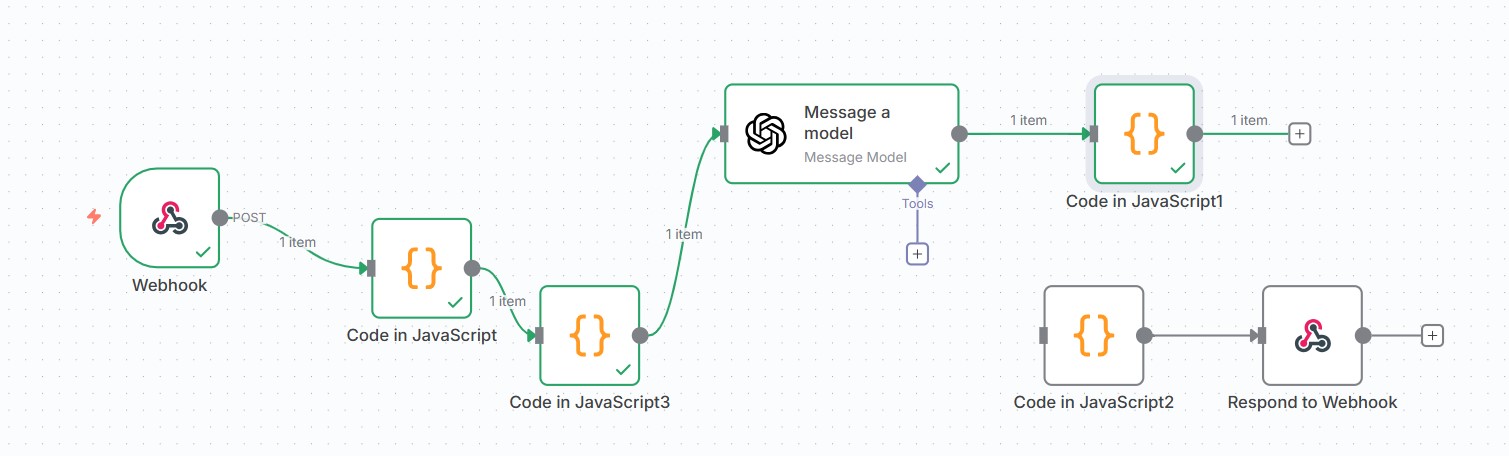 Message a
model
Message Model
1 item
1 item
Tools
Code in JavaScript1
POST
1 item
1 item
Webhook
1 item
Code in JavaScript
Code in JavaScript3
Code in JavaScript2
Respond to Webhook